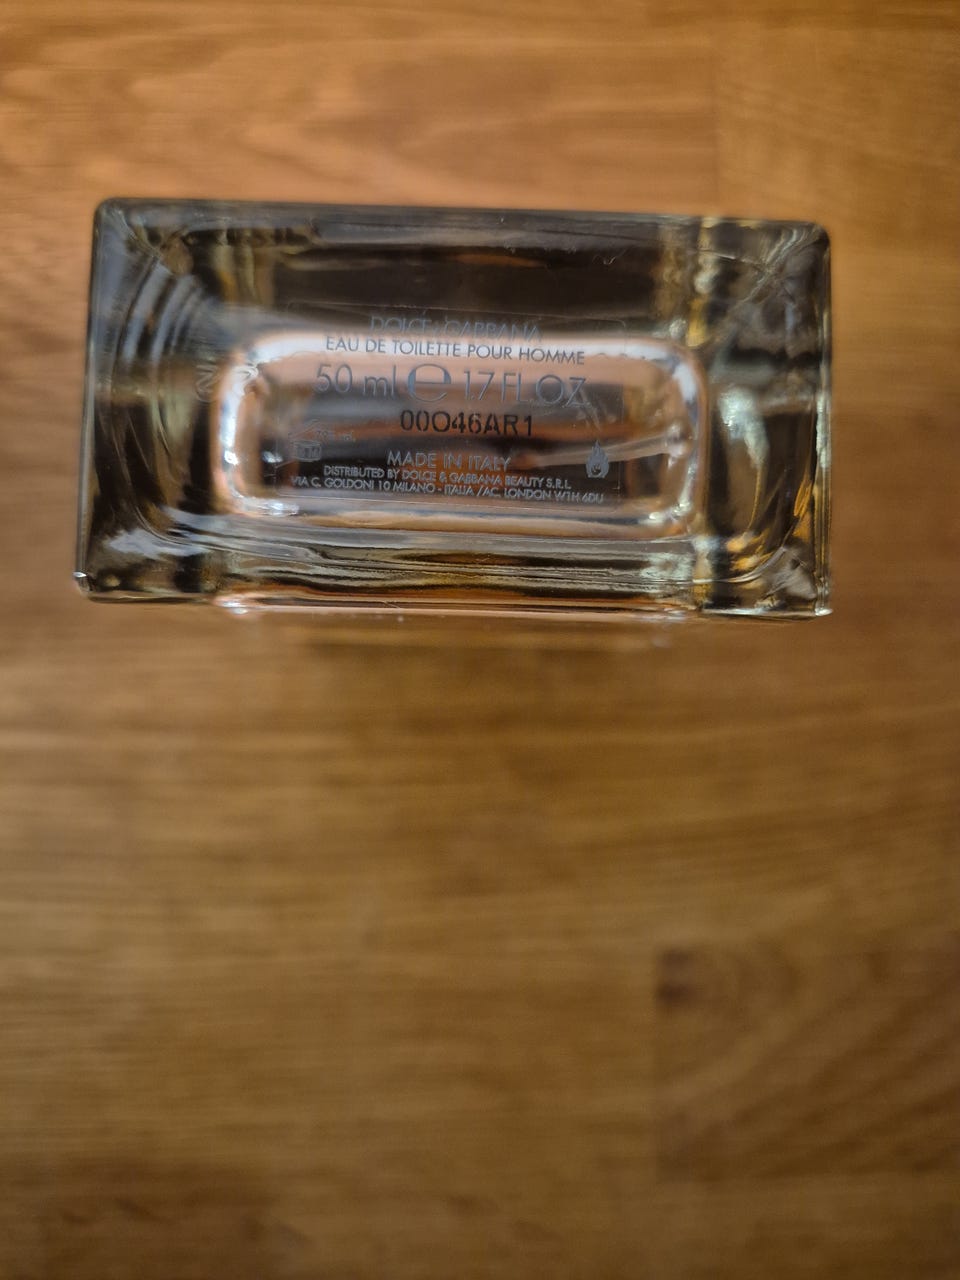 DOLCE & GABBANA
EAU DE TOILETTE POUR HOMME
50 ml ℮ 1.7 FL.OZ
00O46AR1
MADE IN ITALY
DISTRIBUTED BY DOLCE & GABBANA BEAUTY S.R.L.
VIA C. GOLDONI 10 MILANO - ITALIA /AC. LONDON W1H 6DU